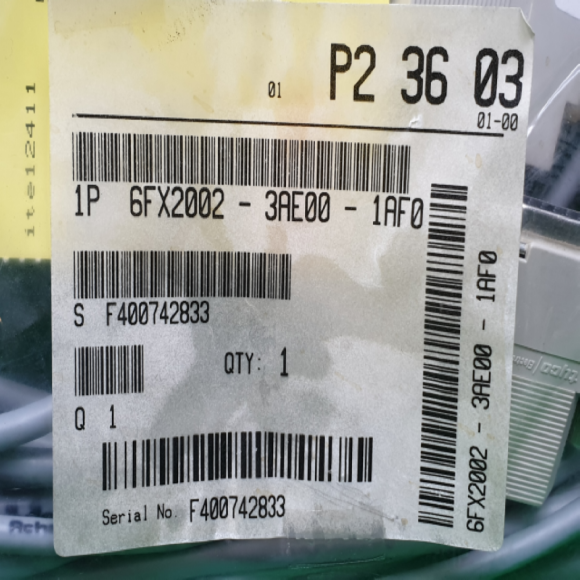 01 P2 36 03
01-00
1P 6FX2002 - 3AE00 - 1AF0
S F400742833
QTY: 1
Q 1
Serial No. F400742833
6FX2002 - 3AE00 - 1AF0
ite12411